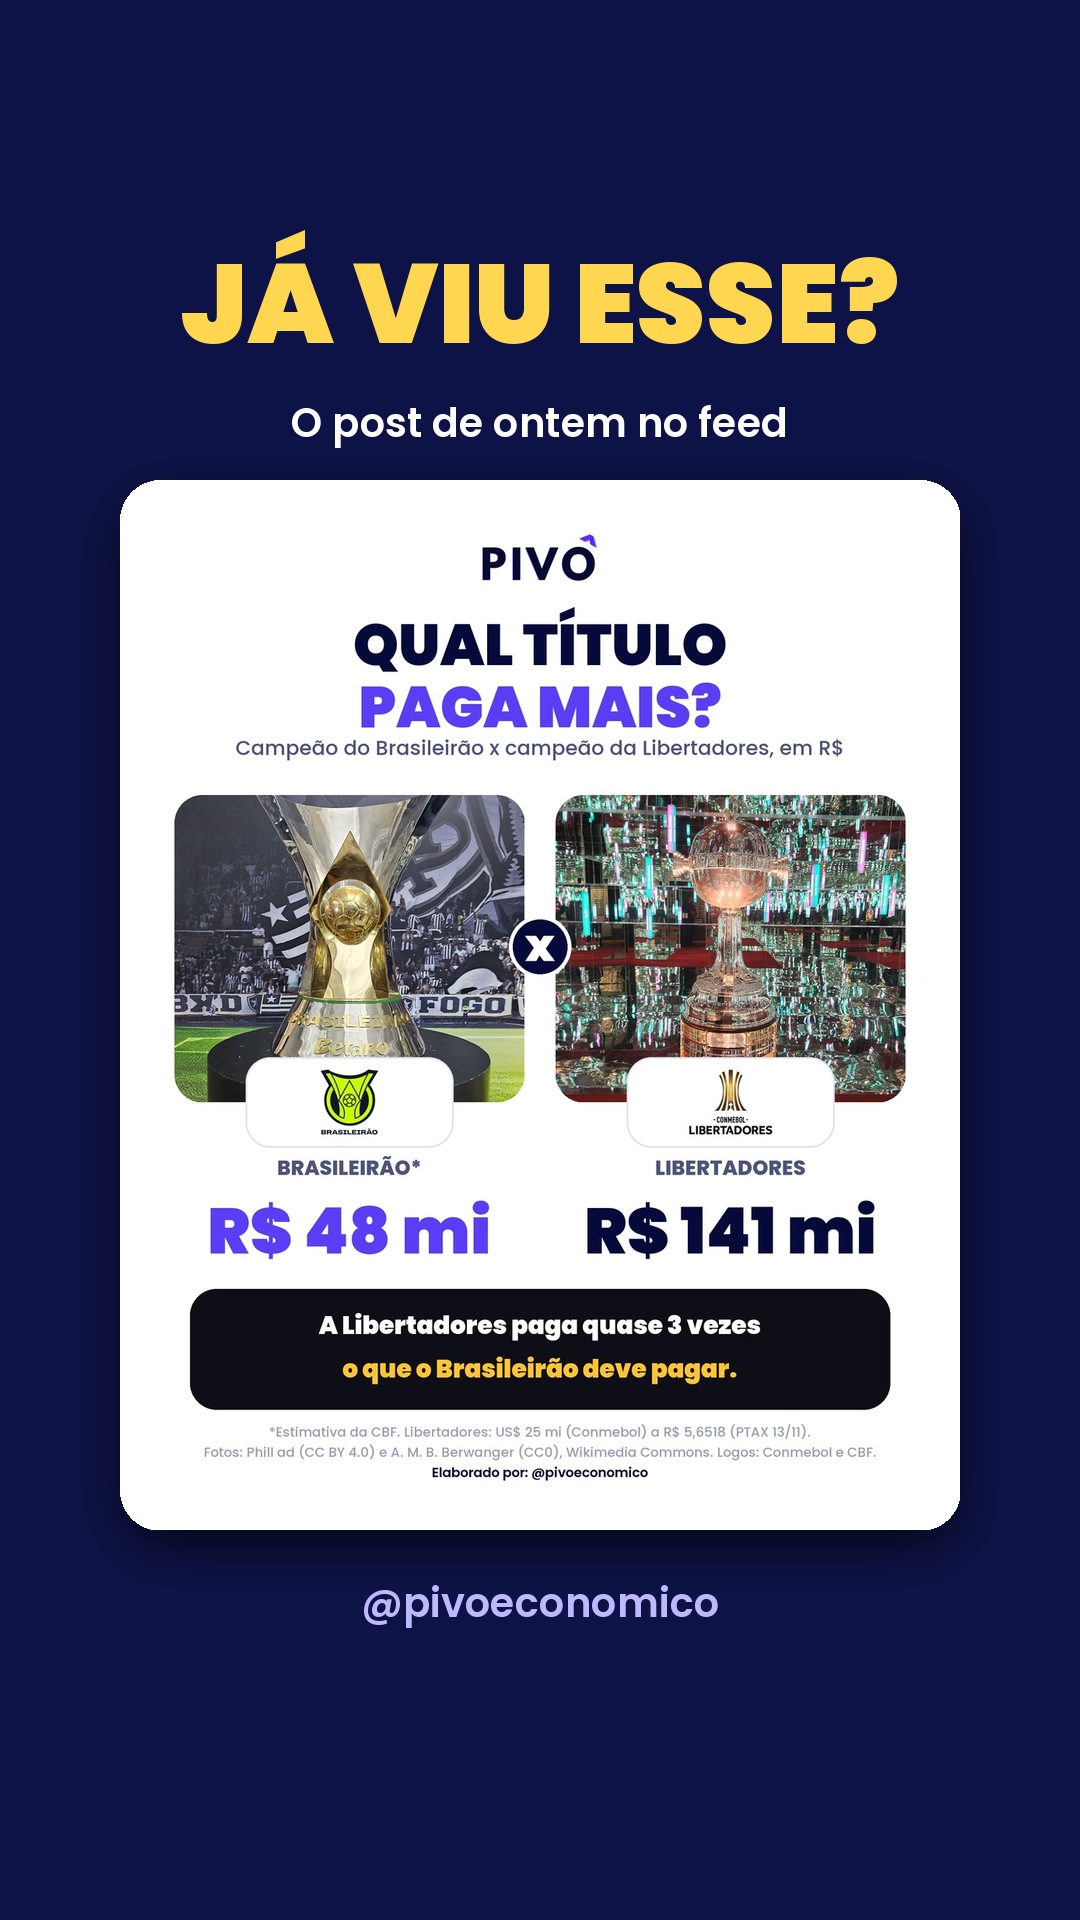 JÁ VIU ESSE?
O post de ontem no feed
PIVÔ
QUAL TÍTULO
PAGA MAIS?
Campeão do Brasileirão x campeão da Libertadores, em R$
FOGO
X
BRASILEIRÃO
Betano
BRASILEIRÃO
CONMEBOL
LIBERTADORES
BRASILEIRÃO*
LIBERTADORES
R$ 48 mi
R$ 141 mi
A Libertadores paga quase 3 vezes
o que o Brasileirão deve pagar.
*Estimativa da CBF. Libertadores: US$ 25 mi (Conmebol) a R$ 5,6518 (PTAX 13/11).
Fotos: Phill ad (CC BY 4.0) e A. M. B. Berwanger (CC0), Wikimedia Commons. Logos: Conmebol e CBF.
Elaborado por: @pivoeconomico
@pivoeconomico